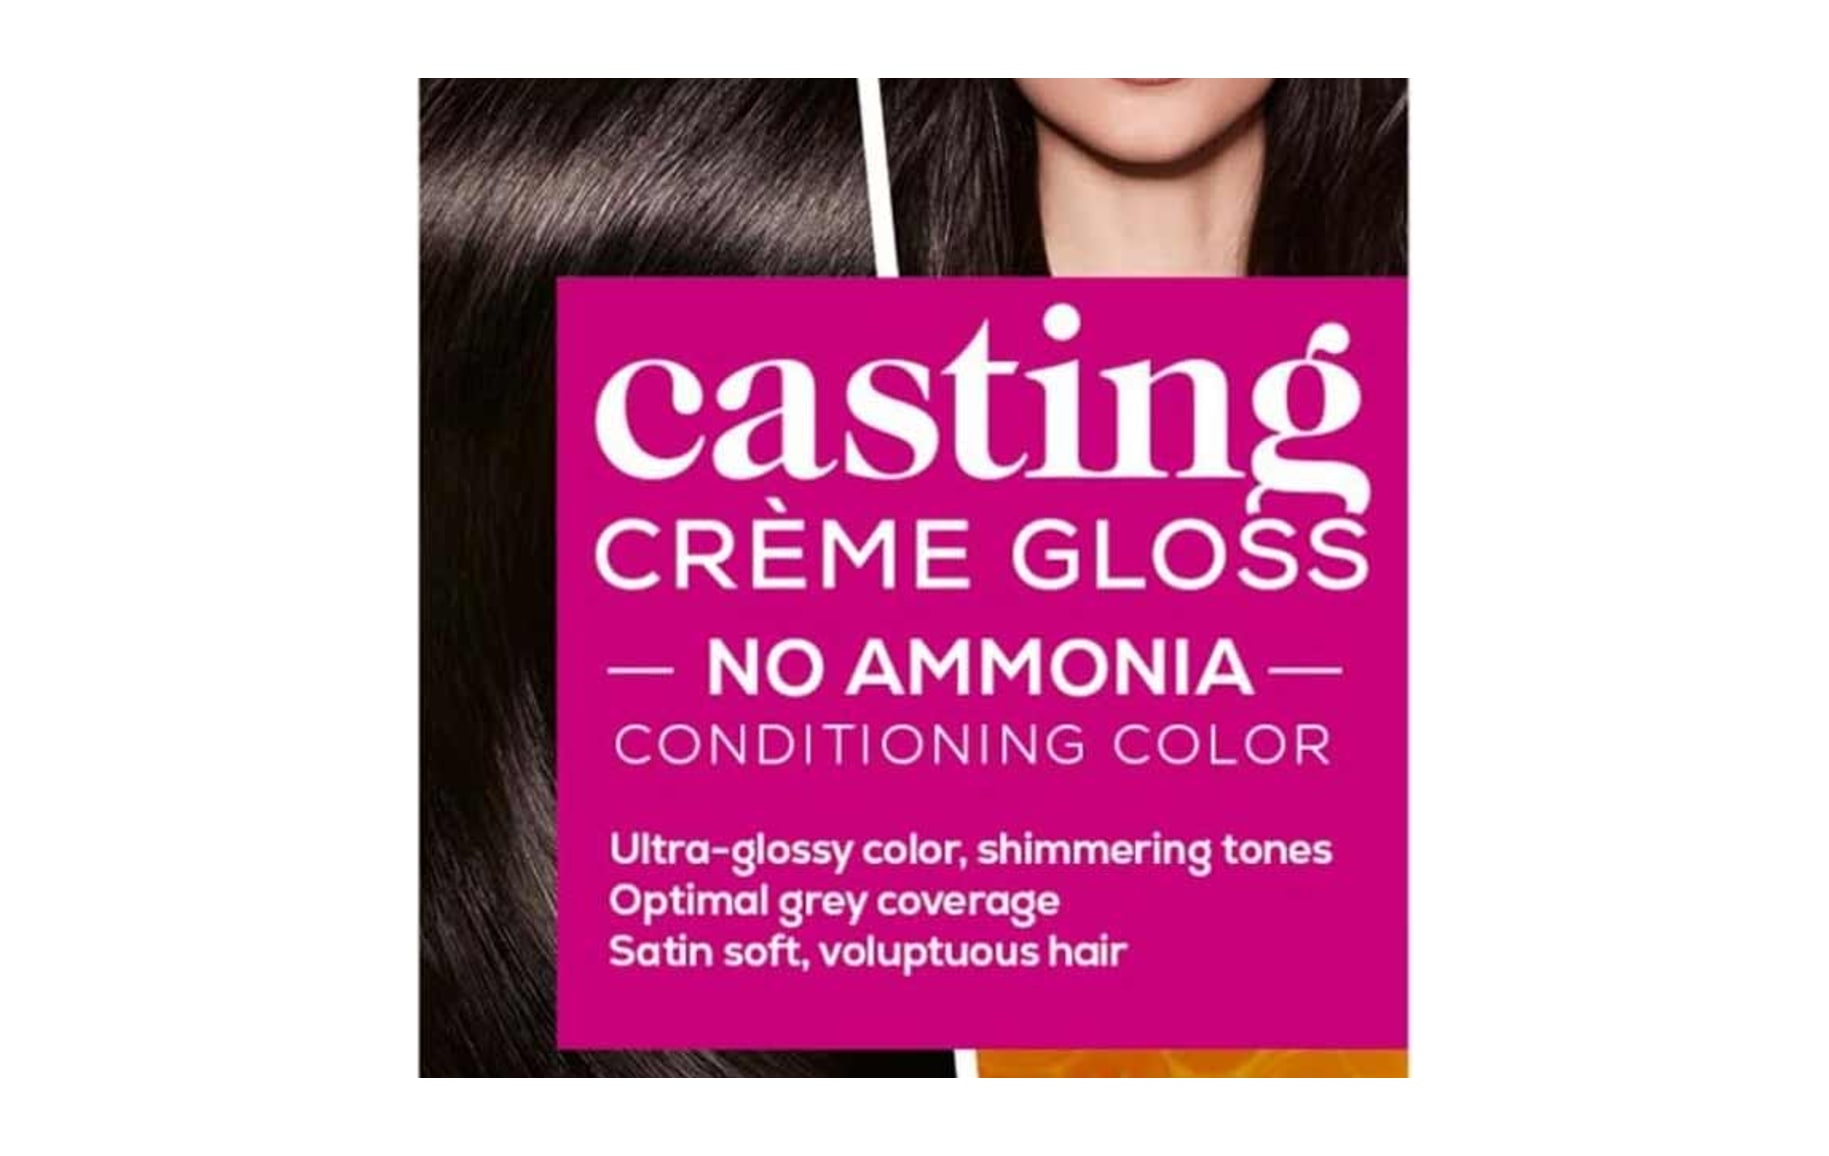 casting
CRÈME GLOSS
— NO AMMONIA —
CONDITIONING COLOR
Ultra-glossy color, shimmering tones
Optimal grey coverage
Satin soft, voluptuous hair